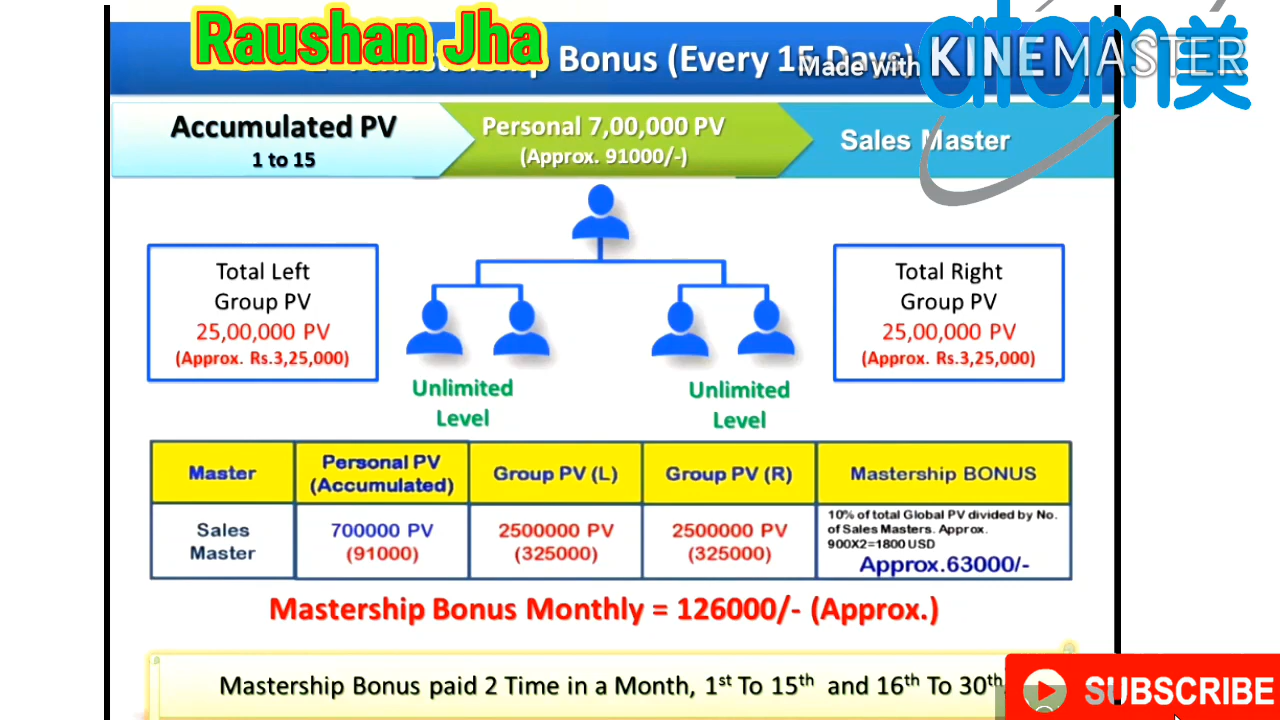 Raushan Jha
Bonus (Every 15 Days)
Made with KINEMASTER
atom美
Accumulated PV
1 to 15
Personal 7,00,000 PV
(Approx. 91000/-)
Sales Master
Total Left
Group PV
25,00,000 PV
(Approx. Rs.3,25,000)
Total Right
Group PV
25,00,000 PV
(Approx. Rs.3,25,000)
Unlimited
Level
Unlimited
Level
Master
Personal PV
(Accumulated)
Group PV (L)
Group PV (R)
Mastership BONUS
Sales
Master
700000 PV
(91000)
2500000 PV
(325000)
2500000 PV
(325000)
10% of total Global PV divided by No.
of Sales Masters. Approx.
900X2=1800 USD
Approx.63000/-
Mastership Bonus Monthly = 126000/- (Approx.)
Mastership Bonus paid 2 Time in a Month, 1st To 15th and 16th To 30th.
SUBSCRIBE